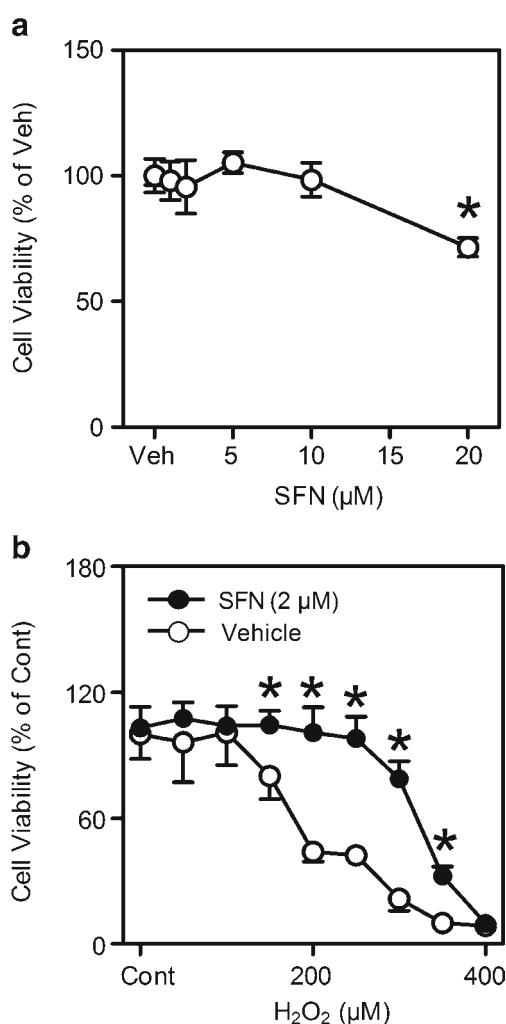 a
150
100
50
0
Cell Viability (% of Veh)
*
Veh 5 10 15 20
SFN (µM)
b
180
120
60
0
Cell Viability (% of Cont)
SFN (2 µM)
Vehicle
* * * * *
Cont 200 400
H₂O₂ (µM)